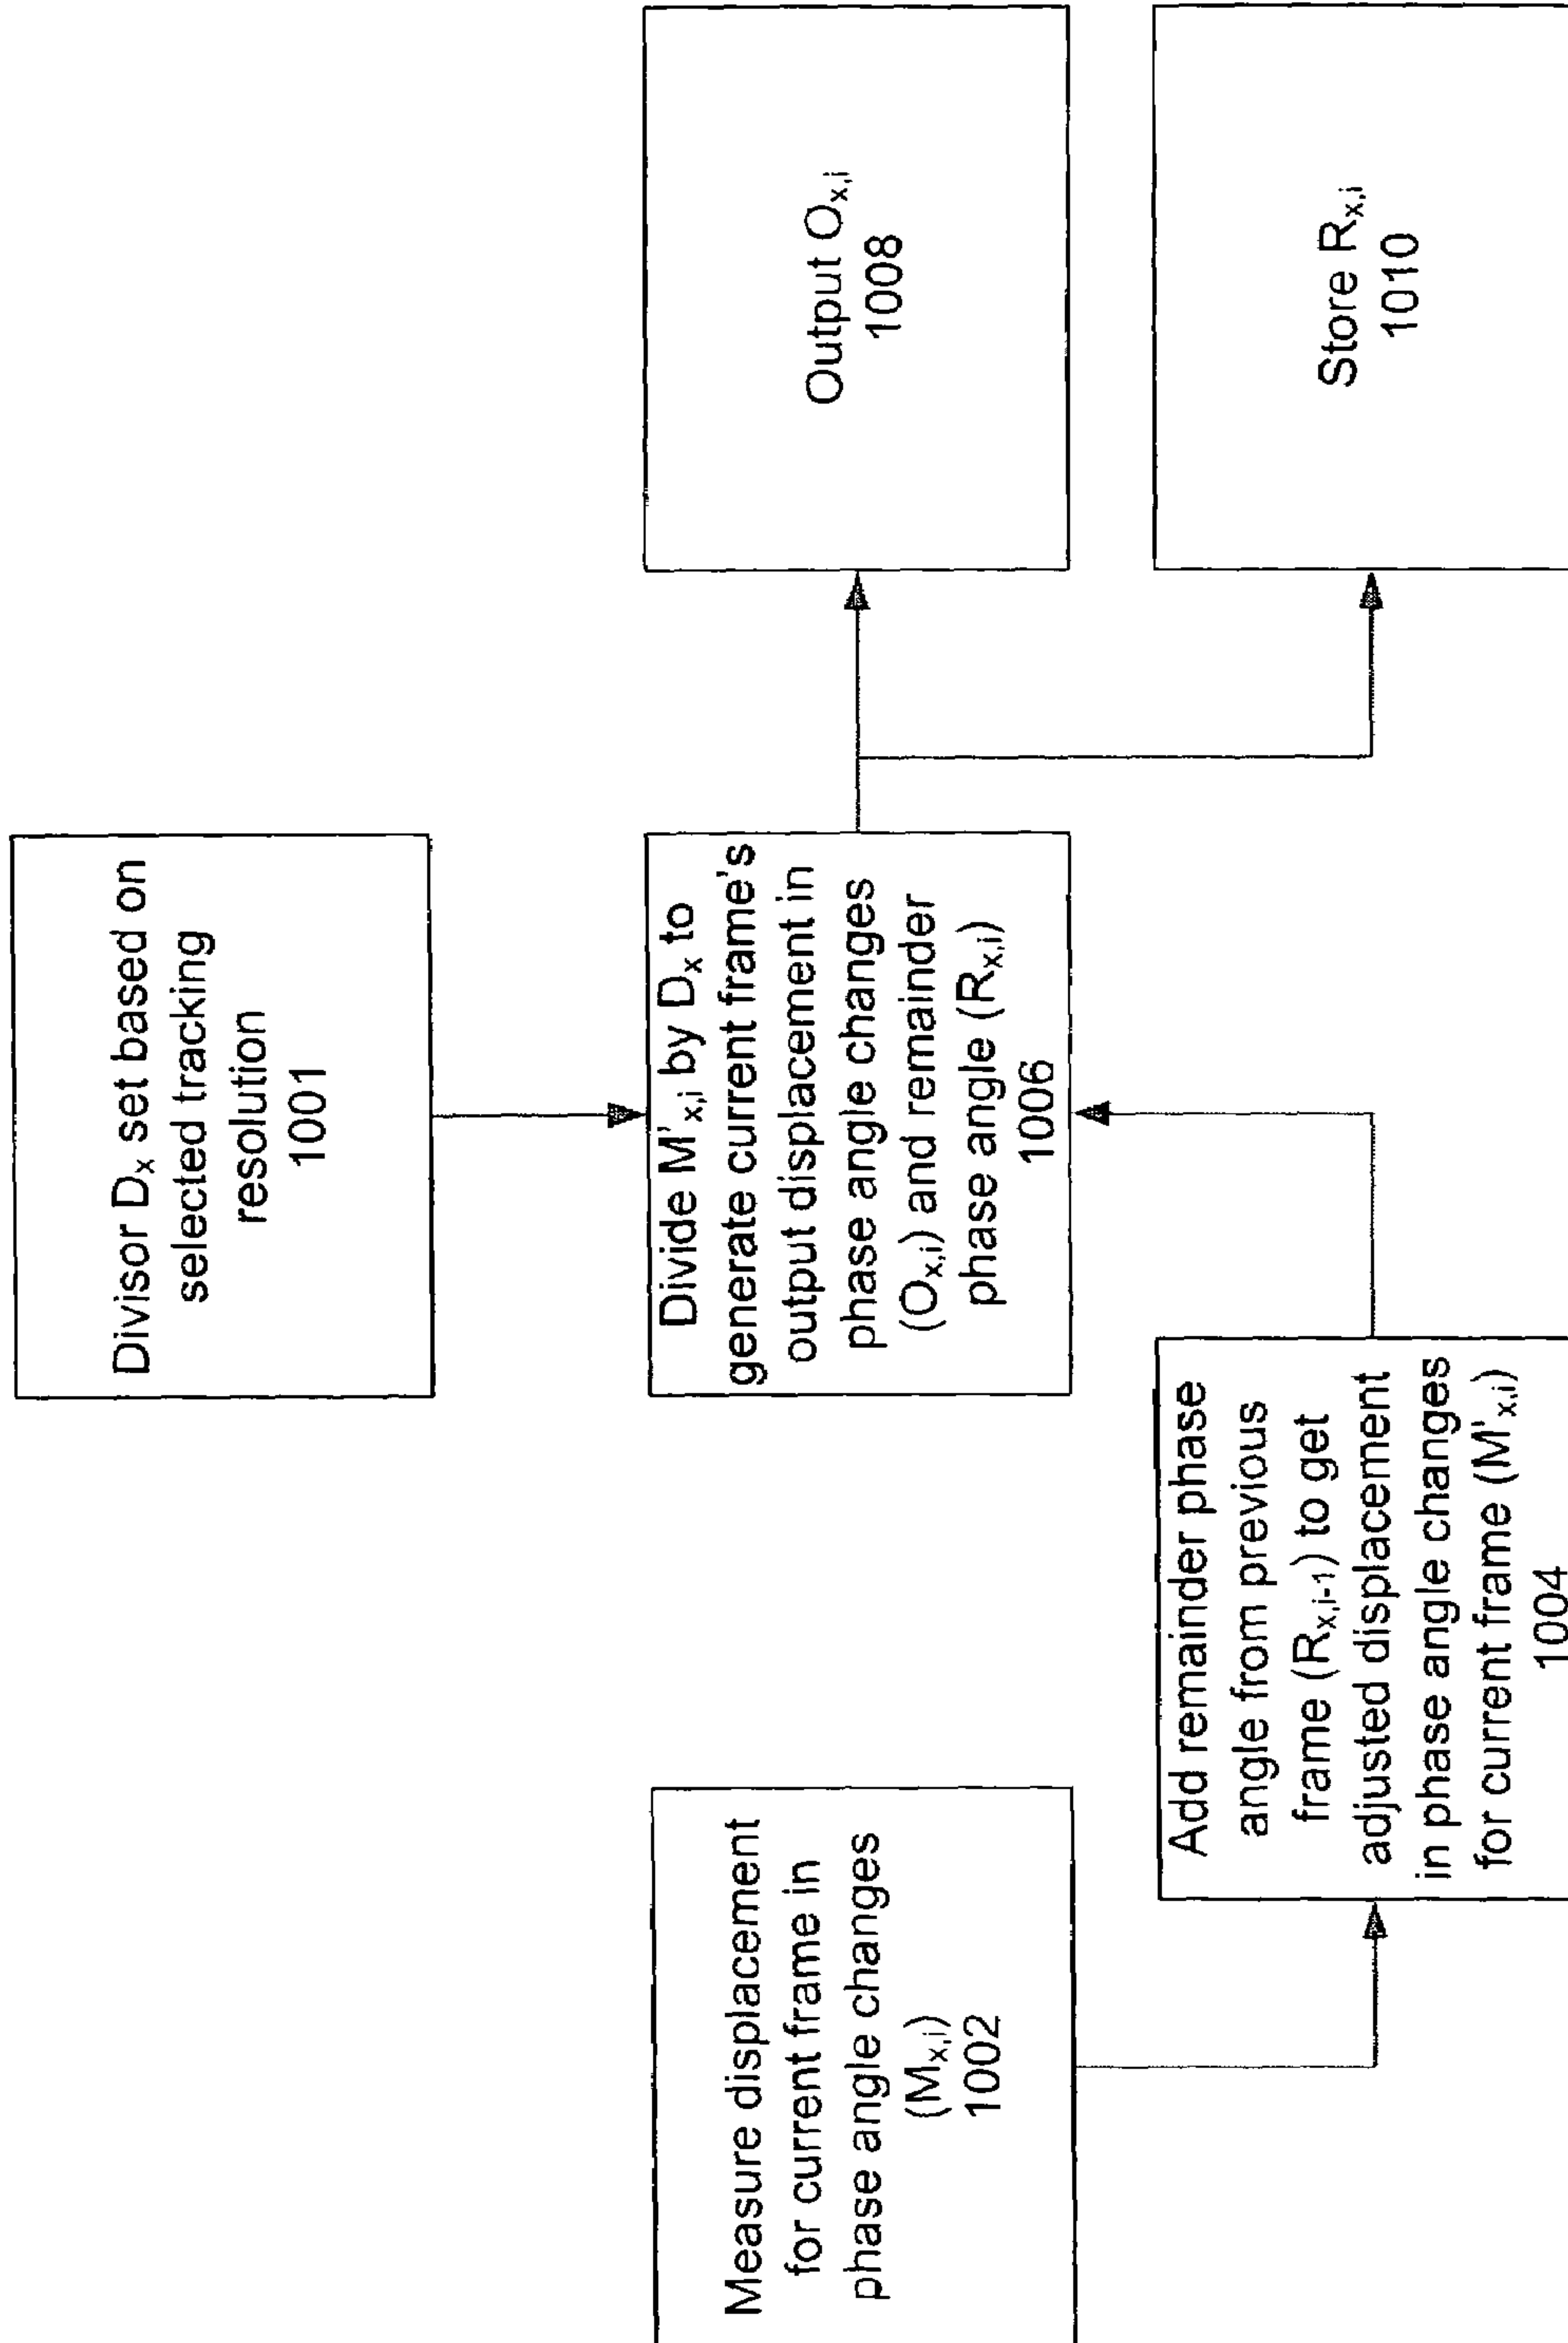 Divisor Dₓ set based on
selected tracking
resolution
1001
Measure displacement
for current frame in
phase angle changes
(Mₓ,ᵢ)
1002
Add remainder phase
angle from previous
frame (Rₓ,ᵢ₋₁) to get
adjusted displacement
in phase angle changes
for current frame (M'ₓ,ᵢ)
1004
Divide M'ₓ,ᵢ by Dₓ to
generate current frame's
output displacement in
phase angle changes
(Oₓ,ᵢ) and remainder
phase angle (Rₓ,ᵢ)
1006
Output Oₓ,ᵢ
1008
Store Rₓ,ᵢ
1010